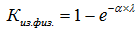 Kиз.физ. = 1 − e^(−α×λ)